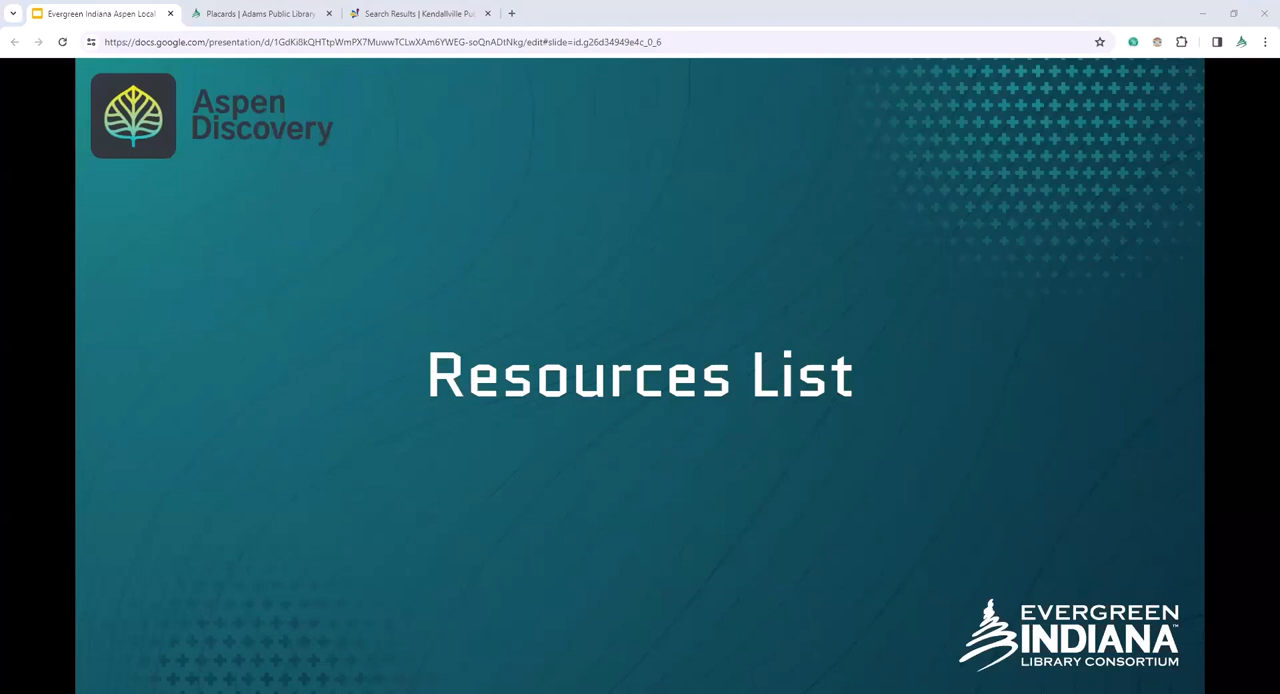 Evergreen Indiana Aspen Local
Placards | Adams Public Library
Search Results | Kendallville Pu
https://docs.google.com/presentation/d/1GdKi8kQHTtpWmPX7MuwwTCLwXAm6YWEG-soQnADtNkg/edit#slide=id.g26d34949e4c_0_6
Aspen
Discovery
Resources List
EVERGREEN
INDIANA™
LIBRARY CONSORTIUM